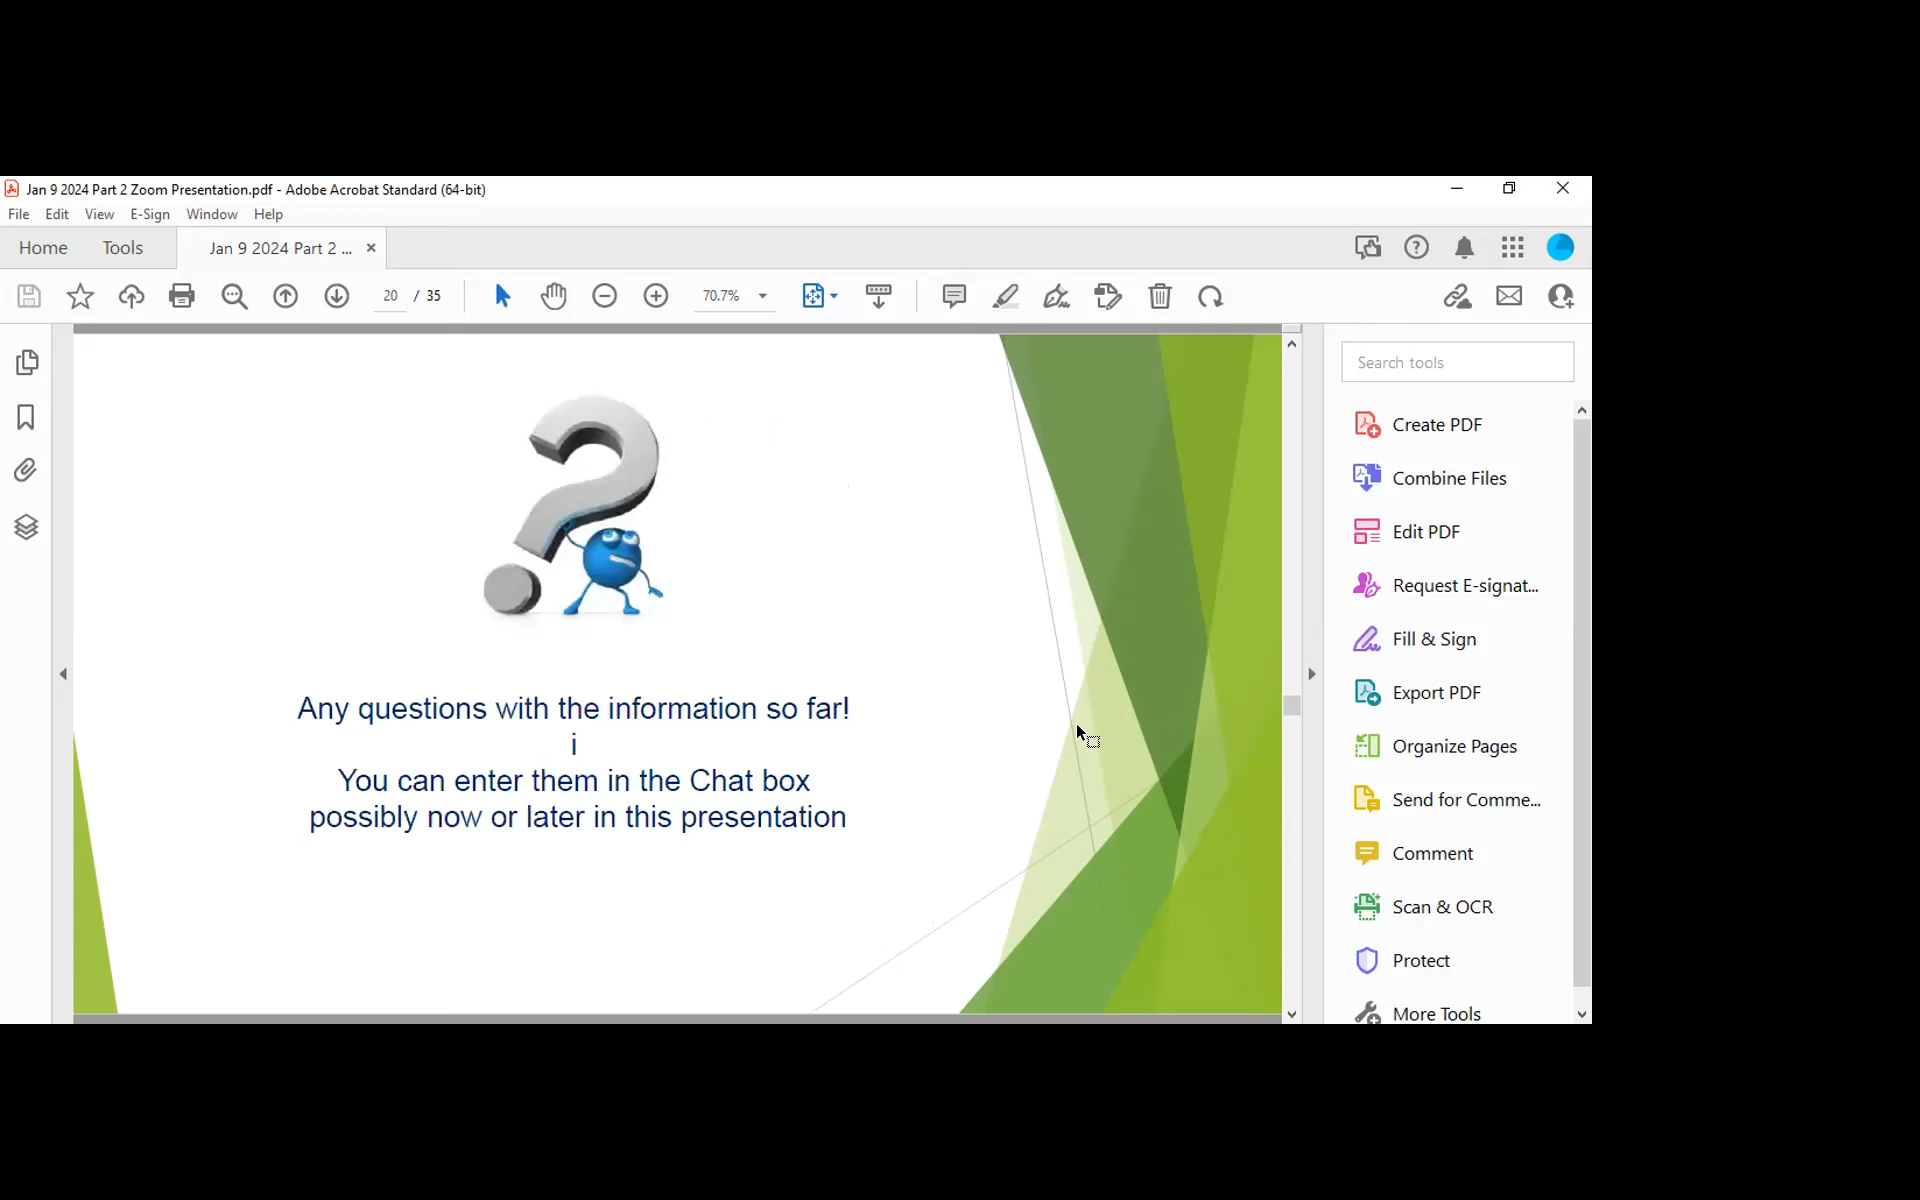 Jan 9 2024 Part 2 Zoom Presentation.pdf - Adobe Acrobat Standard (64-bit)
File Edit View E-Sign Window Help
Home Tools Jan 9 2024 Part 2 ... ×
20 / 35 70.7%
Search tools
Create PDF
Combine Files
Edit PDF
Request E-signat...
Fill & Sign
Export PDF
Organize Pages
Send for Comme...
Comment
Scan & OCR
Protect
More Tools
?
Any questions with the information so far!
i
You can enter them in the Chat box
possibly now or later in this presentation